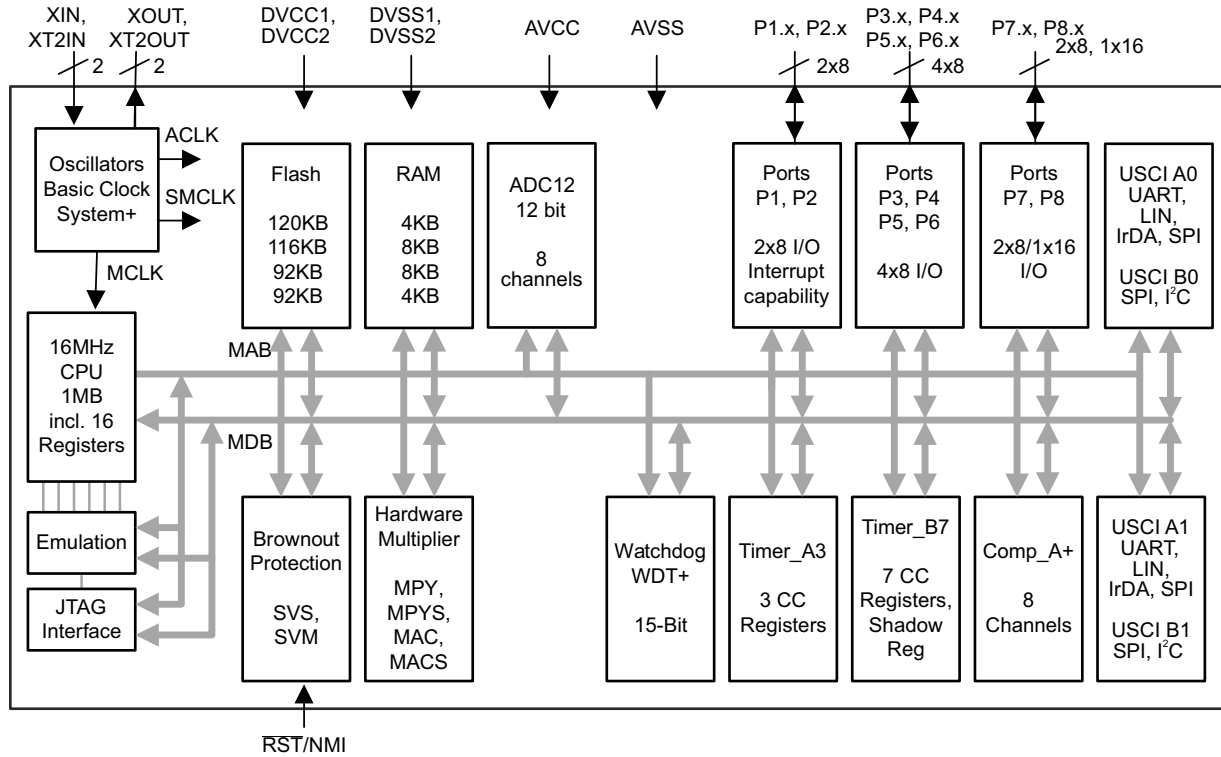 XIN,
XT2IN
2
XOUT,
XT2OUT
2
DVCC1,
DVCC2
DVSS1,
DVSS2
AVCC
AVSS
P1.x, P2.x
2x8
P3.x, P4.x
P5.x, P6.x
4x8
P7.x, P8.x
2x8, 1x16
Oscillators
Basic Clock
System+
ACLK
SMCLK
MCLK
Flash
120KB
116KB
92KB
92KB
RAM
4KB
8KB
8KB
4KB
ADC12
12 bit
8
channels
Ports
P1, P2
2x8 I/O
Interrupt
capability
Ports
P3, P4
P5, P6
4x8 I/O
Ports
P7, P8
2x8/1x16
I/O
USCI A0
UART,
LIN,
IrDA, SPI
USCI B0
SPI, I²C
16MHz
CPU
1MB
incl. 16
Registers
MAB
MDB
Emulation
JTAG
Interface
Brownout
Protection
SVS,
SVM
Hardware
Multiplier
MPY,
MPYS,
MAC,
MACS
Watchdog
WDT+
15-Bit
Timer_A3
3 CC
Registers
Timer_B7
7 CC
Registers,
Shadow
Reg
Comp_A+
8
Channels
USCI A1
UART,
LIN,
IrDA, SPI
USCI B1
SPI, I²C
RST/NMI